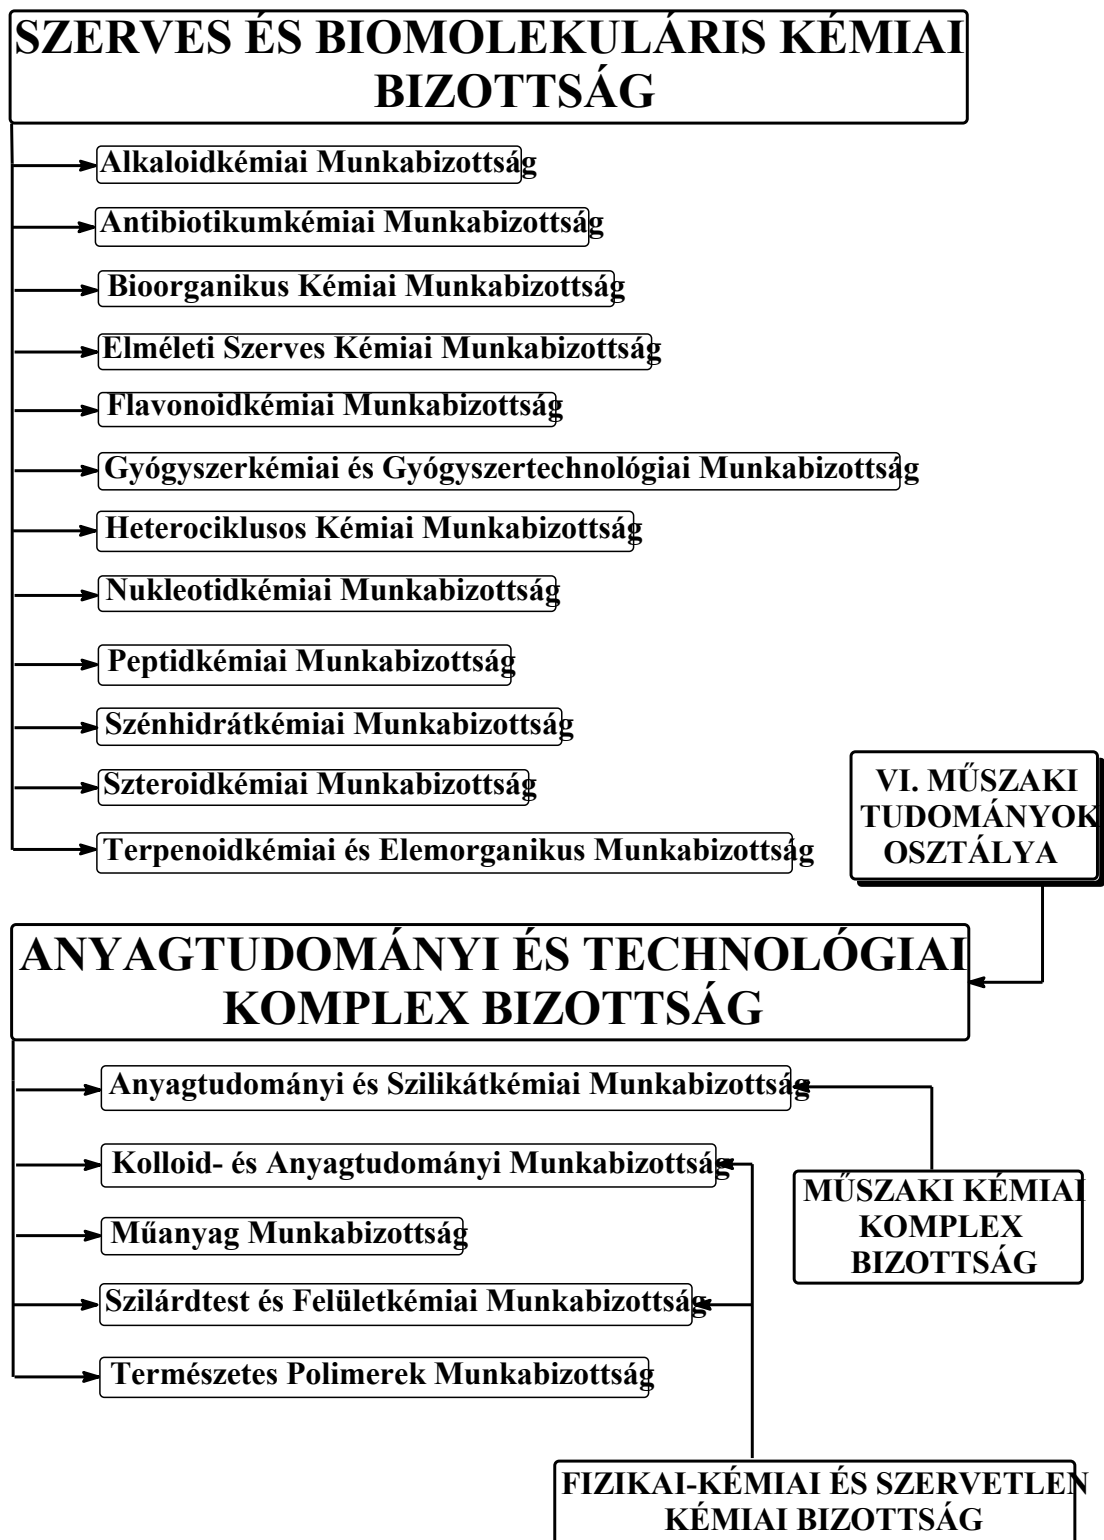 SZERVES ÉS BIOMOLEKULÁRIS KÉMIAI
BIZOTTSÁG
Alkaloidkémiai Munkabizottság
Antibiotikumkémiai Munkabizottság
Bioorganikus Kémiai Munkabizottság
Elméleti Szerves Kémiai Munkabizottság
Flavonoidkémiai Munkabizottság
Gyógyszerkémiai és Gyógyszertechnológiai Munkabizottság
Heterociklusos Kémiai Munkabizottság
Nukleotidkémiai Munkabizottság
Peptidkémiai Munkabizottság
Szénhidrátkémiai Munkabizottság
Szteroidkémiai Munkabizottság
Terpenoidkémiai és Elemorganikus Munkabizottság
VI. MŰSZAKI
TUDOMÁNYOK
OSZTÁLYA
ANYAGTUDOMÁNYI ÉS TECHNOLÓGIAI
KOMPLEX BIZOTTSÁG
Anyagtudományi és Szilikátkémiai Munkabizottság
Kolloid- és Anyagtudományi Munkabizottság
Műanyag Munkabizottság
Szilárdtest és Felületkémiai Munkabizottság
Természetes Polimerek Munkabizottság
MŰSZAKI KÉMIAI
KOMPLEX
BIZOTTSÁG
FIZIKAI-KÉMIAI ÉS SZERVETLEN
KÉMIAI BIZOTTSÁG